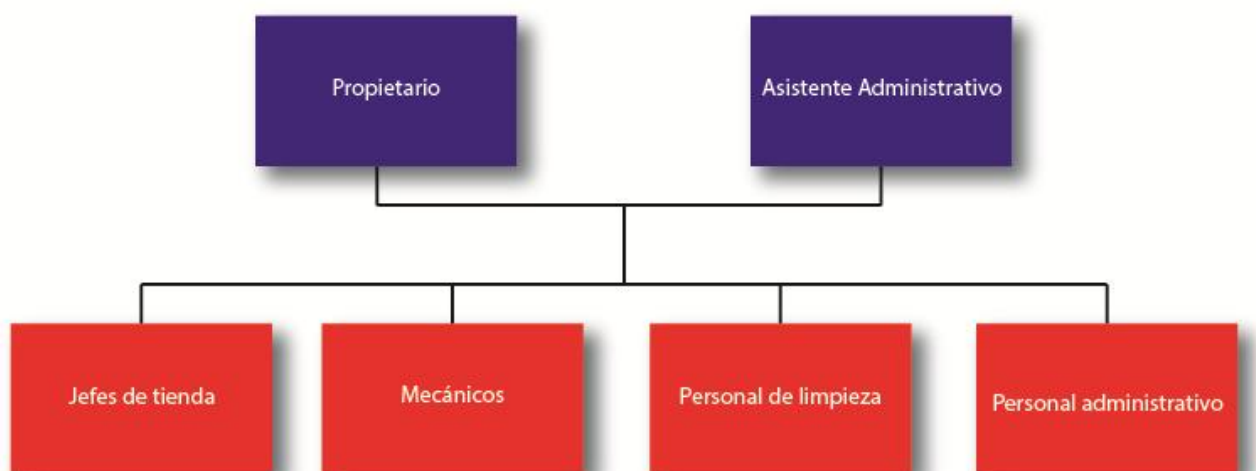 Propietario
Asistente Administrativo
Jefes de tienda
Mecánicos
Personal de limpieza
Personal administrativo